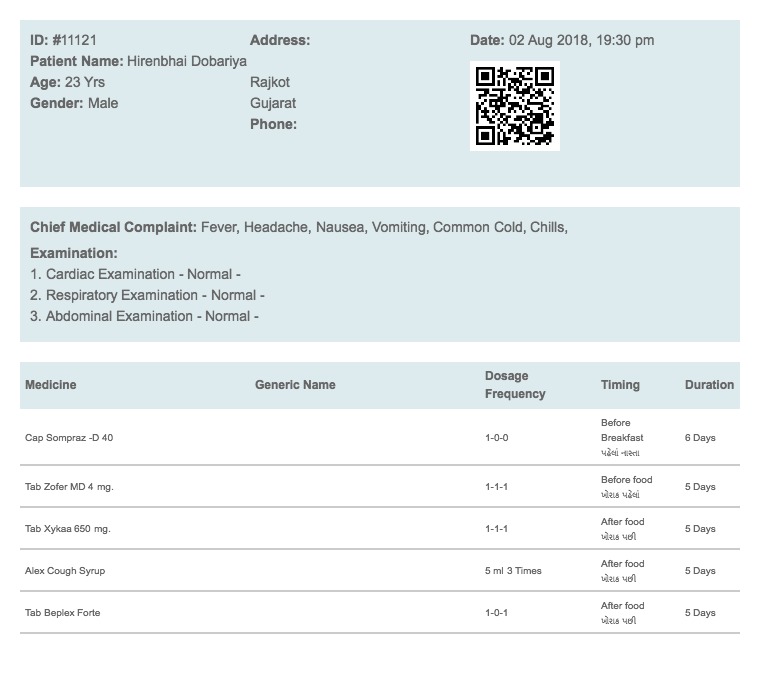 ID: #11121
Patient Name: Hirenbhai Dobariya
Age: 23 Yrs
Gender: Male
Address:
Rajkot
Gujarat
Phone:
Date: 02 Aug 2018, 19:30 pm
Chief Medical Complaint: Fever, Headache, Nausea, Vomiting, Common Cold, Chills,
Examination:
1. Cardiac Examination - Normal -
2. Respiratory Examination - Normal -
3. Abdominal Examination - Normal -
Medicine Generic Name Dosage Frequency Timing Duration
Cap Sompraz -D 40 1-0-0 Before Breakfast પહેલાં નાસ્તા 6 Days
Tab Zofer MD 4 mg. 1-1-1 Before food ખોરાક પહેલાં 5 Days
Tab Xykaa 650 mg. 1-1-1 After food ખોરાક પછી 5 Days
Alex Cough Syrup 5 ml 3 Times After food ખોરાક પછી 5 Days
Tab Beplex Forte 1-0-1 After food ખોરાક પછી 5 Days